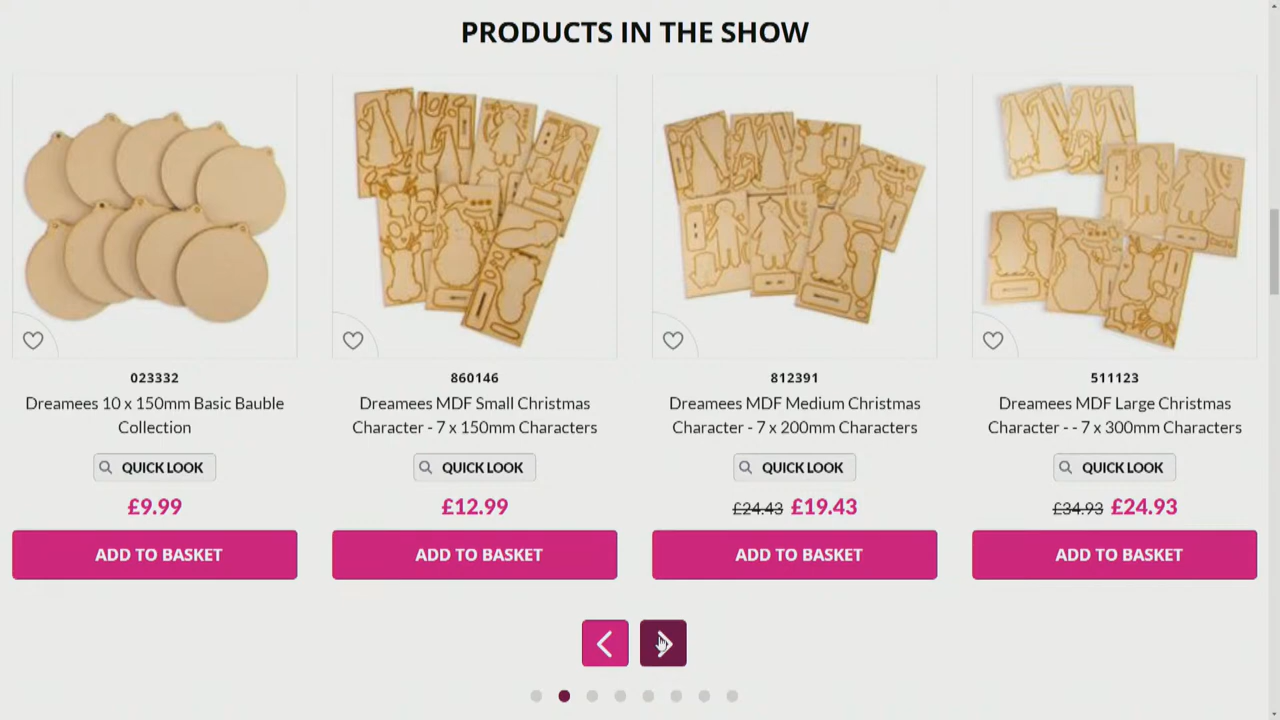 PRODUCTS IN THE SHOW
023332
Dreamees 10 x 150mm Basic Bauble
Collection
QUICK LOOK
£9.99
ADD TO BASKET
860146
Dreamees MDF Small Christmas
Character - 7 x 150mm Characters
QUICK LOOK
£12.99
ADD TO BASKET
812391
Dreamees MDF Medium Christmas
Character - 7 x 200mm Characters
QUICK LOOK
£24.43 £19.43
ADD TO BASKET
511123
Dreamees MDF Large Christmas
Character - - 7 x 300mm Characters
QUICK LOOK
£34.93 £24.93
ADD TO BASKET